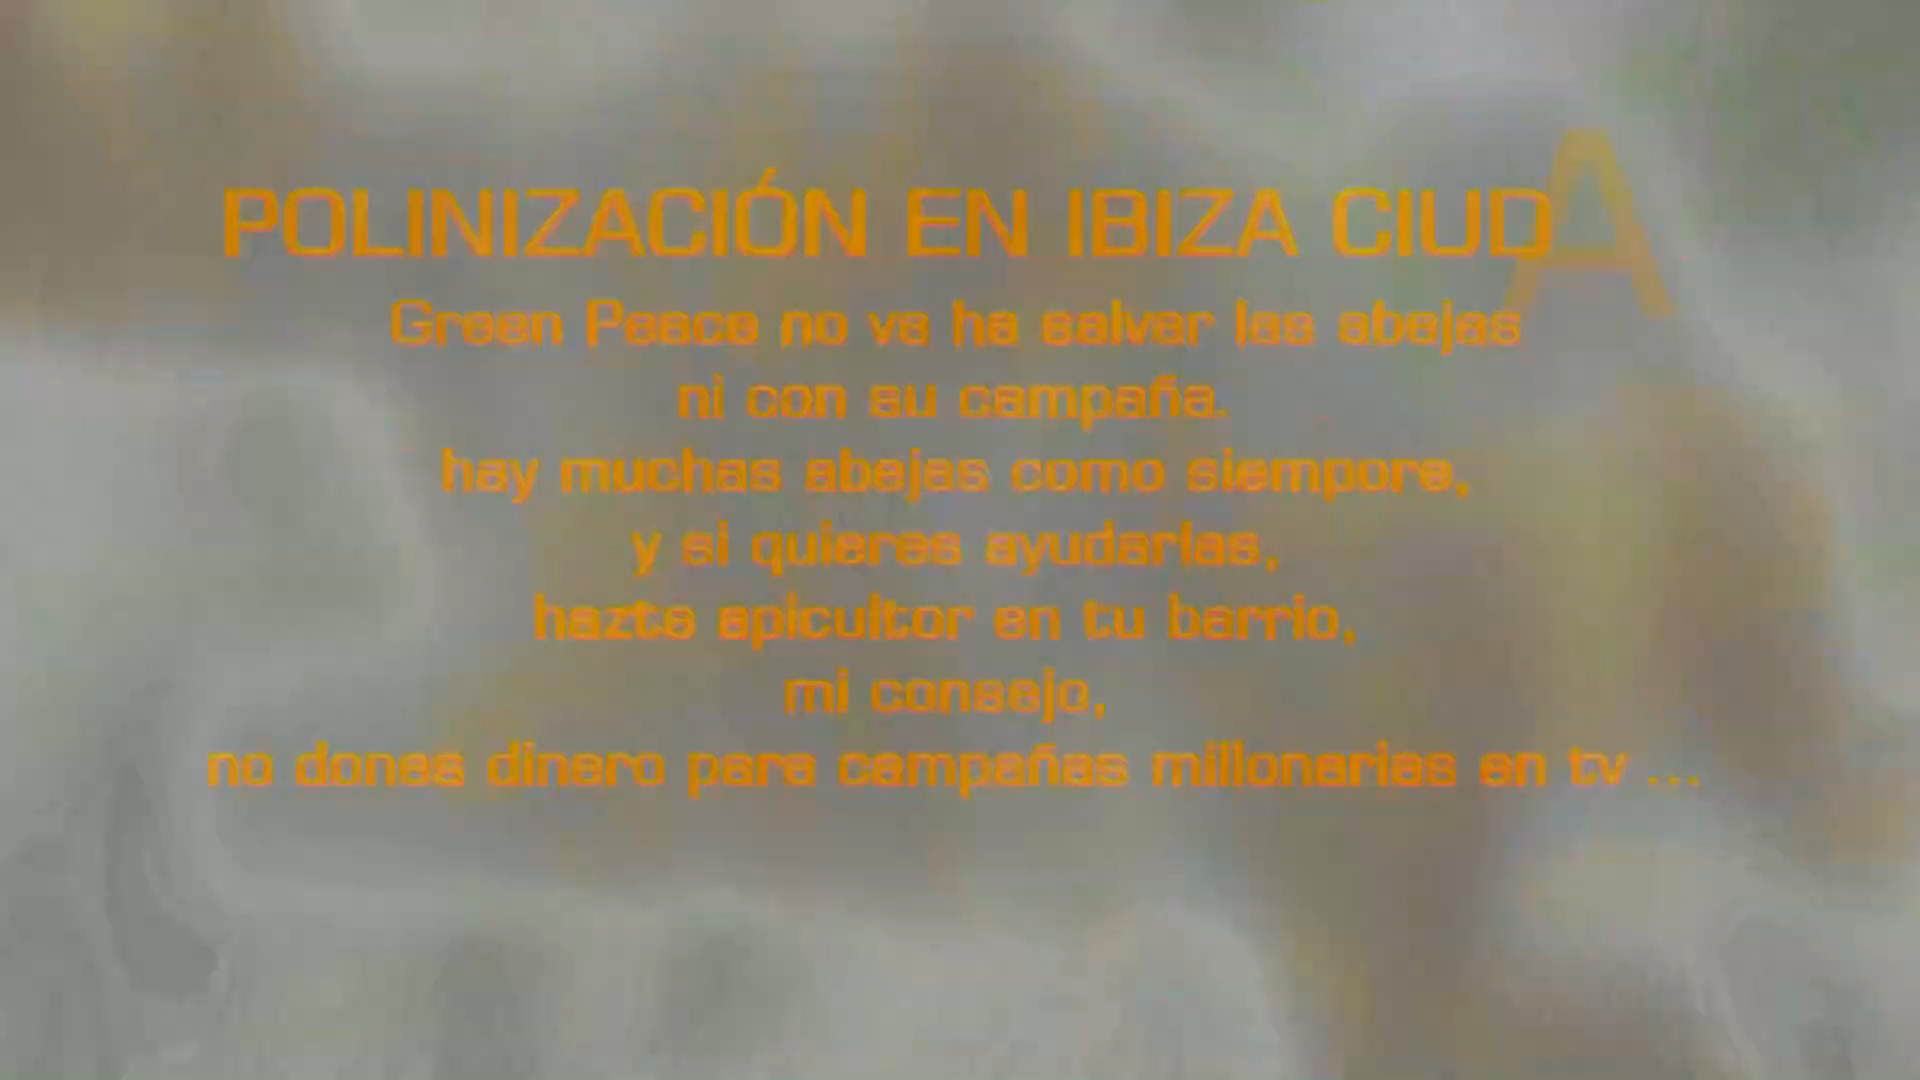 POLINIZACIÓN EN IBIZA CIUDA
Green Peace no va ha salvar las abejas
ni con su campaña.
hay muchas abejas como siempore,
y si quieres ayudarlas,
hazte apicultor en tu barrio,
mi consejo,
no dones dinero para campañas millonarias en tv ...